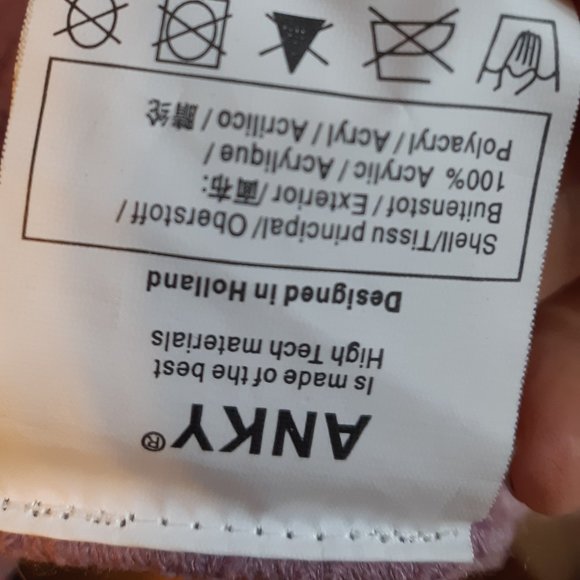 ANKY®
Is made of the best
High Tech materials
Designed in Holland
Shell/Tissu principal/Oberstoff/
Buitenstof/Exterior/面布:
100% Acrylic/Acrylique/
Polyacryl/Acryl/Acrilico/腈纶